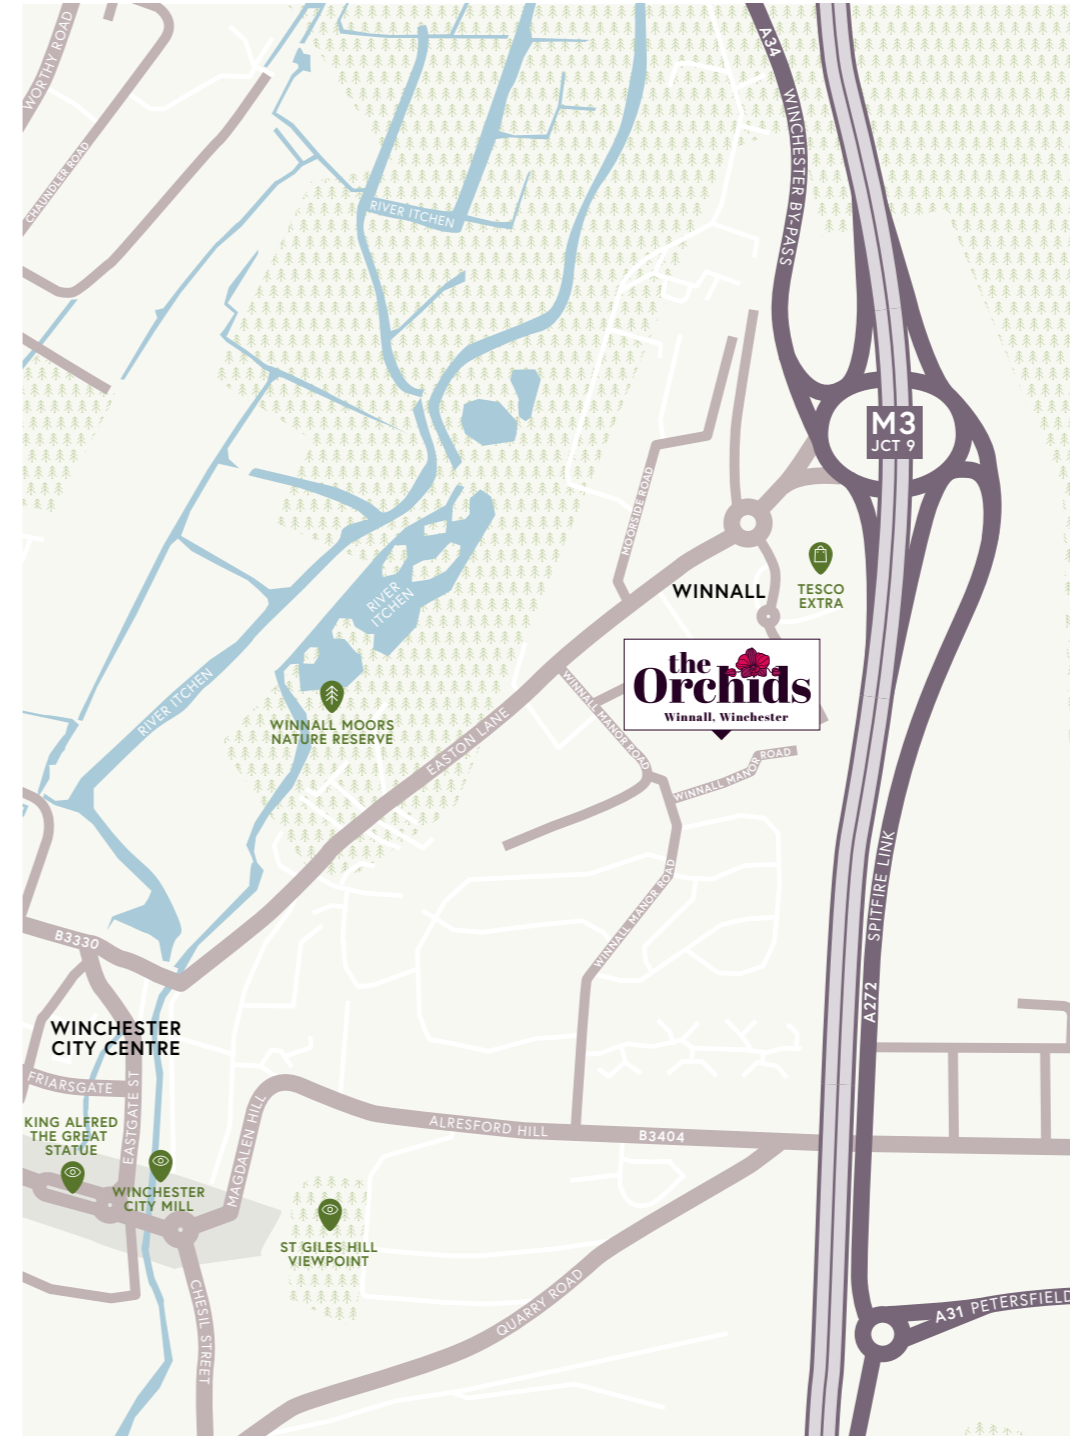 A34
WINCHESTER BY-PASS
WORTHY ROAD
CHAUNDLER ROAD
RIVER ITCHEN
M3
JCT 9
MOORSIDE ROAD
WINNALL
TESCO
EXTRA
RIVER
ITCHEN
the
Orchids
Winnall, Winchester
RIVER ITCHEN
WINNALL MOORS
NATURE RESERVE
EASTON LANE
WINNALL MANOR ROAD
WINNALL MANOR ROAD
WINNALL MANOR ROAD
SPITFIRE LINK
A272
B3330
WINCHESTER
CITY CENTRE
FRIARSGATE
EASTGATE ST
KING ALFRED
THE GREAT
STATUE
WINCHESTER
CITY MILL
MAGDALEN HILL
ALRESFORD HILL
B3404
ST GILES HILL
VIEWPOINT
CHESIL STREET
QUARRY ROAD
A31 PETERSFIELD